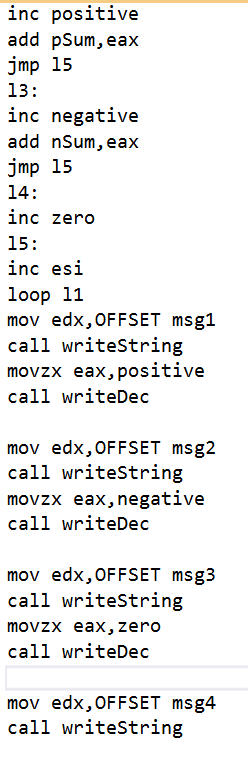 inc positive
add pSum,eax
jmp l5
l3:
inc negative
add nSum,eax
jmp l5
l4:
inc zero
l5:
inc esi
loop l1
mov edx,OFFSET msg1
call writeString
movzx eax,positive
call writeDec
mov edx,OFFSET msg2
call writeString
movzx eax,negative
call writeDec
mov edx,OFFSET msg3
call writeString
movzx eax,zero
call writeDec
mov edx,OFFSET msg4
call writeString